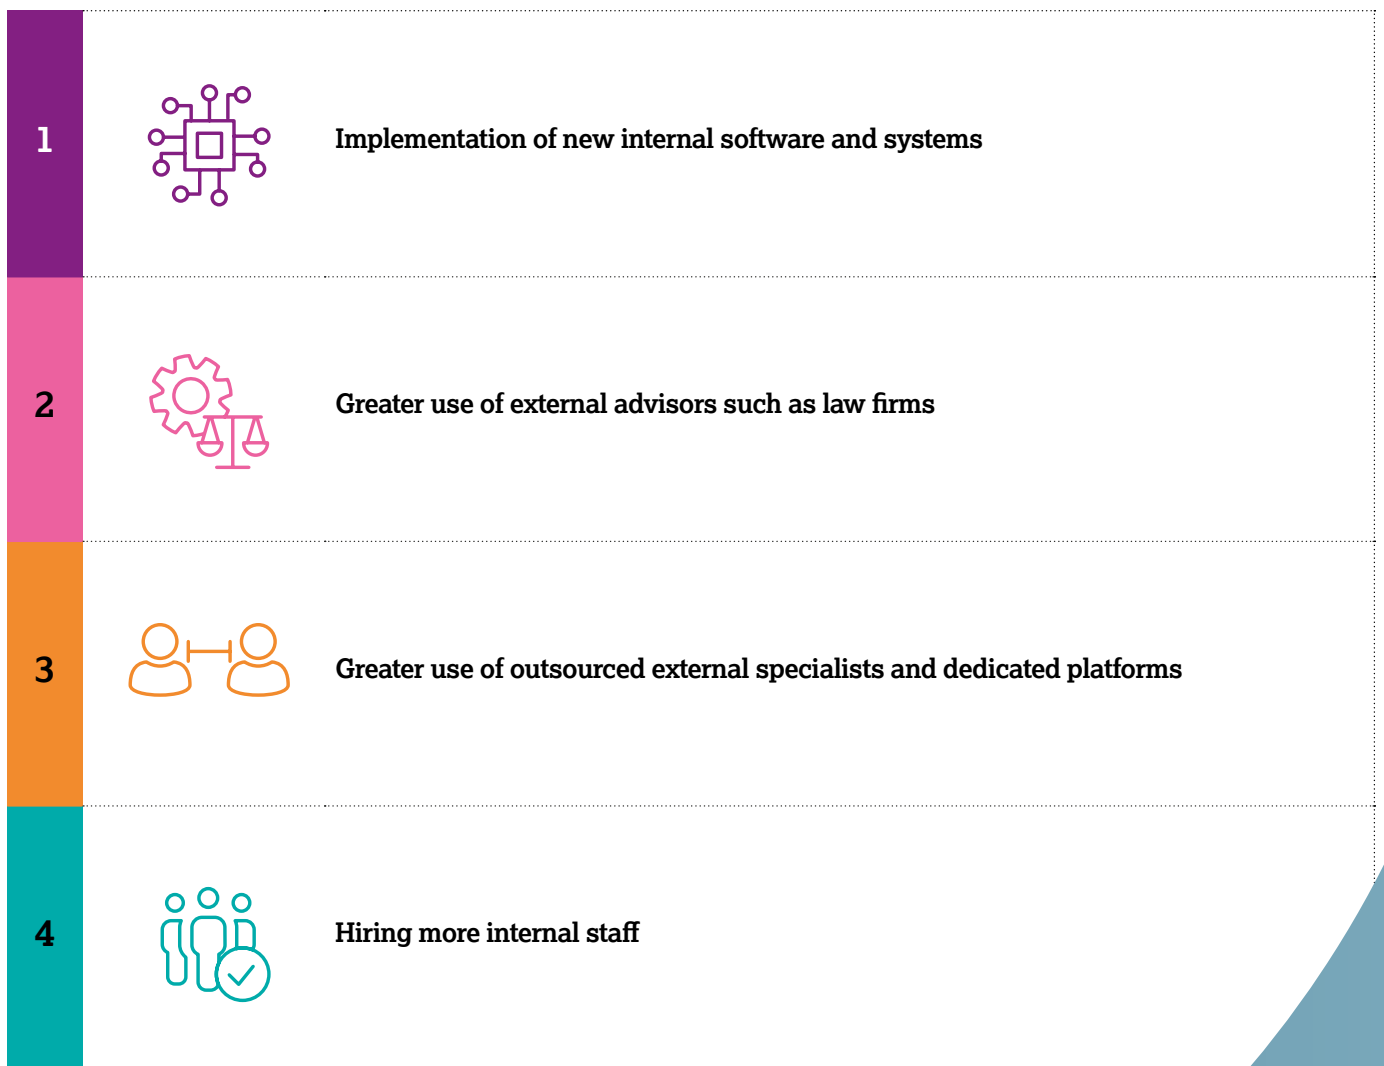 1
Implementation of new internal software and systems
2
Greater use of external advisors such as law firms
3
Greater use of outsourced external specialists and dedicated platforms
4
Hiring more internal staff